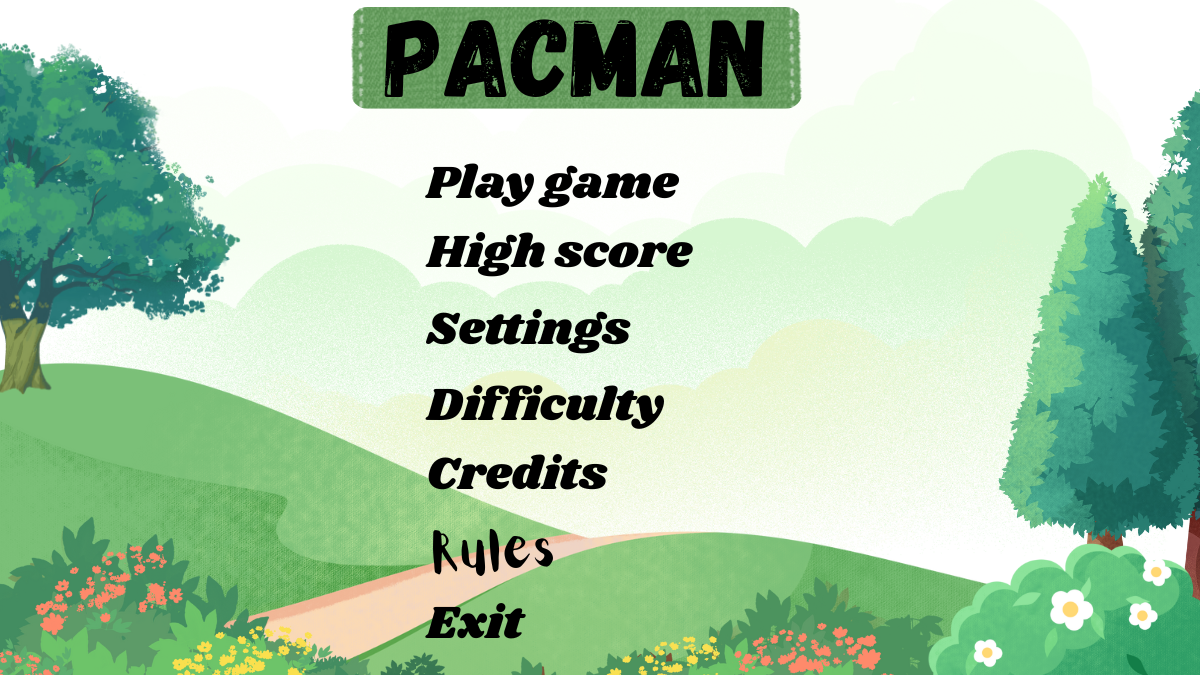 PACMAN
Play game
High score
Settings
Difficulty
Credits
Rules
Exit